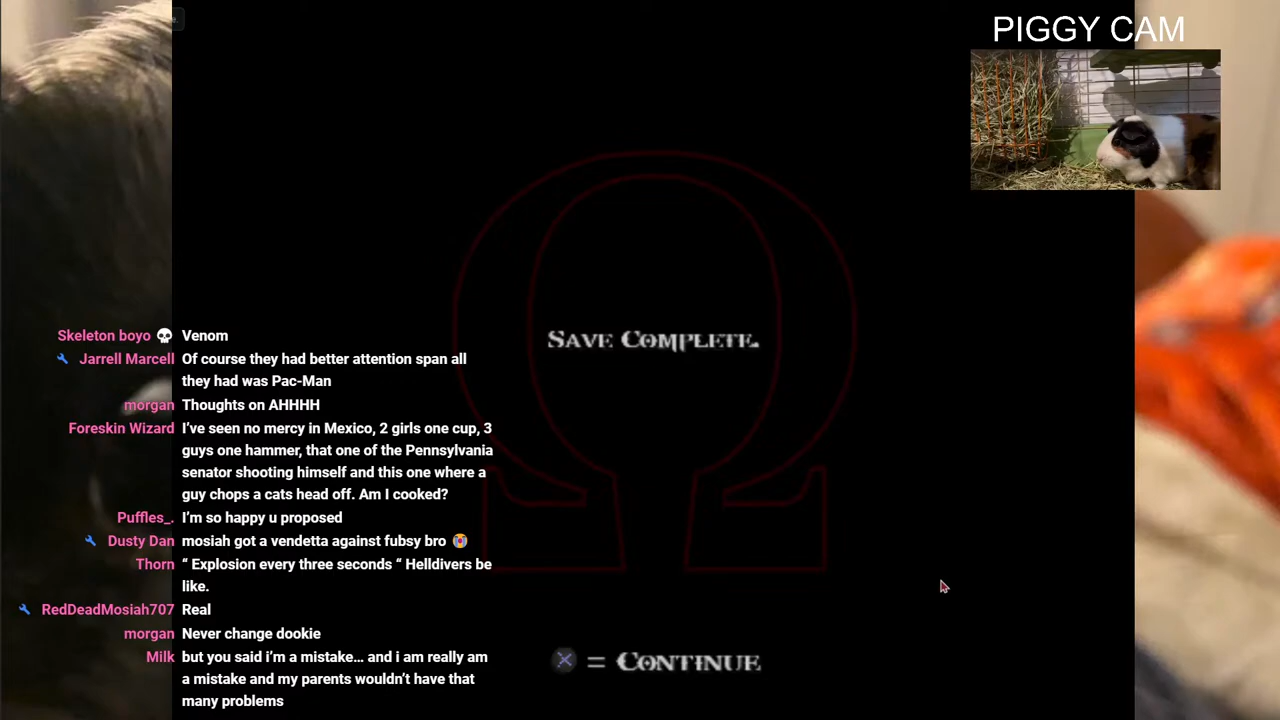 PIGGY CAM
SAVE COMPLETE.
Skeleton boyo 💀 Venom
Jarrell Marcell Of course they had better attention span all
they had was Pac-Man
morgan Thoughts on AHHHH
Foreskin Wizard I’ve seen no mercy in Mexico, 2 girls one cup, 3
guys one hammer, that one of the Pennsylvania
senator shooting himself and this one where a
guy chops a cats head off. Am I cooked?
Puffles_. I’m so happy u proposed
Dusty Dan mosiah got a vendetta against fubsy bro 😭
Thorn “ Explosion every three seconds “ Helldivers be
like.
RedDeadMosiah707 Real
morgan Never change dookie
Milk but you said i’m a mistake… and i am really am
a mistake and my parents wouldn’t have that
many problems
= CONTINUE